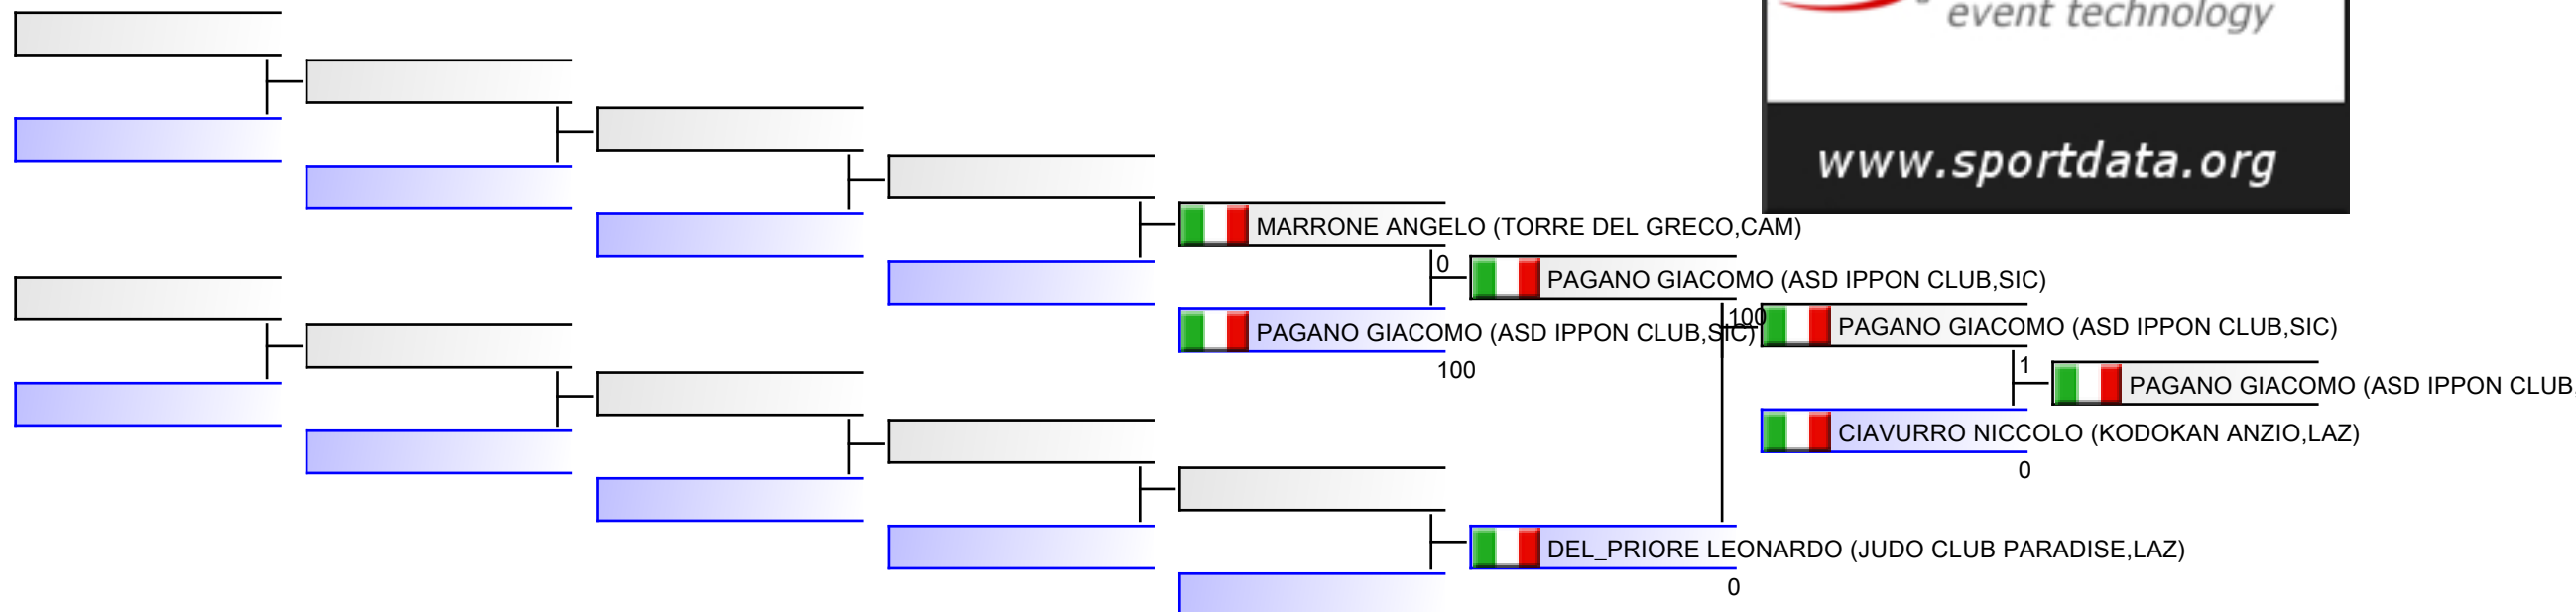 event technology
www.sportdata.org
MARRONE ANGELO (TORRE DEL GRECO,CAM)
0
PAGANO GIACOMO (ASD IPPON CLUB,SIC)
100
PAGANO GIACOMO (ASD IPPON CLUB,SIC)
PAGANO GIACOMO (ASD IPPON CLUB,SIC)
100
1
PAGANO GIACOMO (ASD IPPON CLUB,
CIAVURRO NICCOLO (KODOKAN ANZIO,LAZ)
0
DEL_PRIORE LEONARDO (JUDO CLUB PARADISE,LAZ)
0